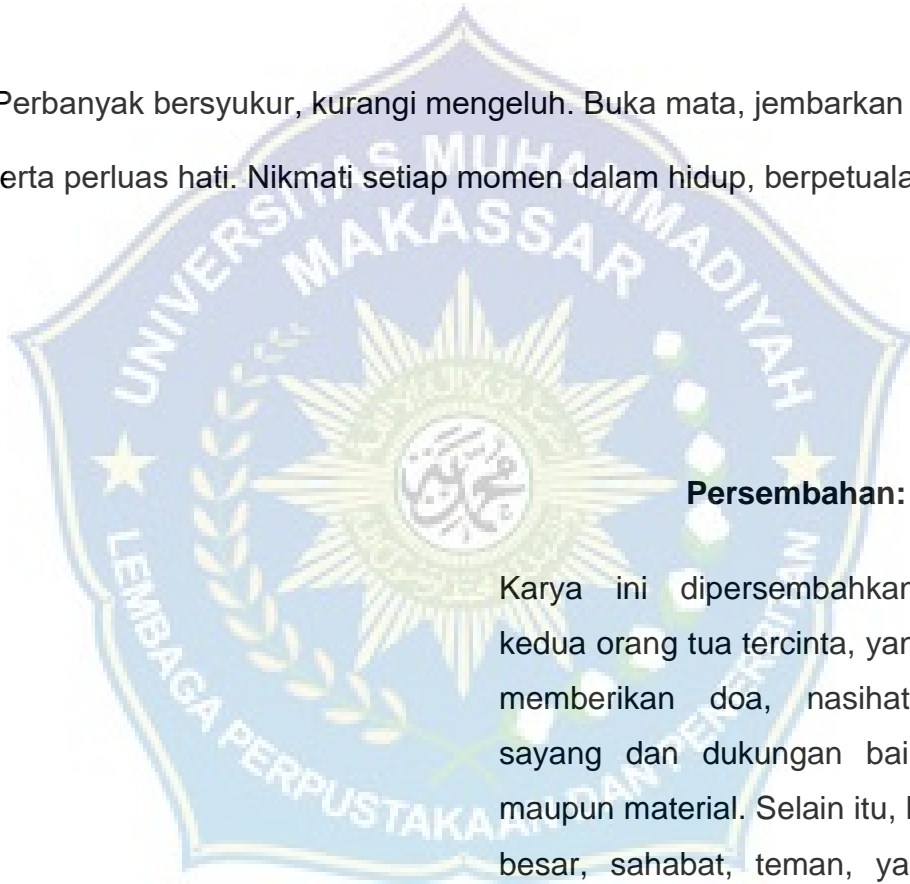 Perbanyak bersyukur, kurangi mengeluh. Buka mata, jembarkan
erta perluas hati. Nikmati setiap momen dalam hidup, berpetuala
UNIVERSITAS MUHAMMADIYAH
MAKASSAR
Persembahan:
Karya ini dipersembahkan
kedua orang tua tercinta, yan
memberikan doa, nasihat
sayang dan dukungan bai
maupun material. Selain itu, k
besar, sahabat, teman, ya
LEMBAGA PERPUSTAKAAN DAN PENERBITAN